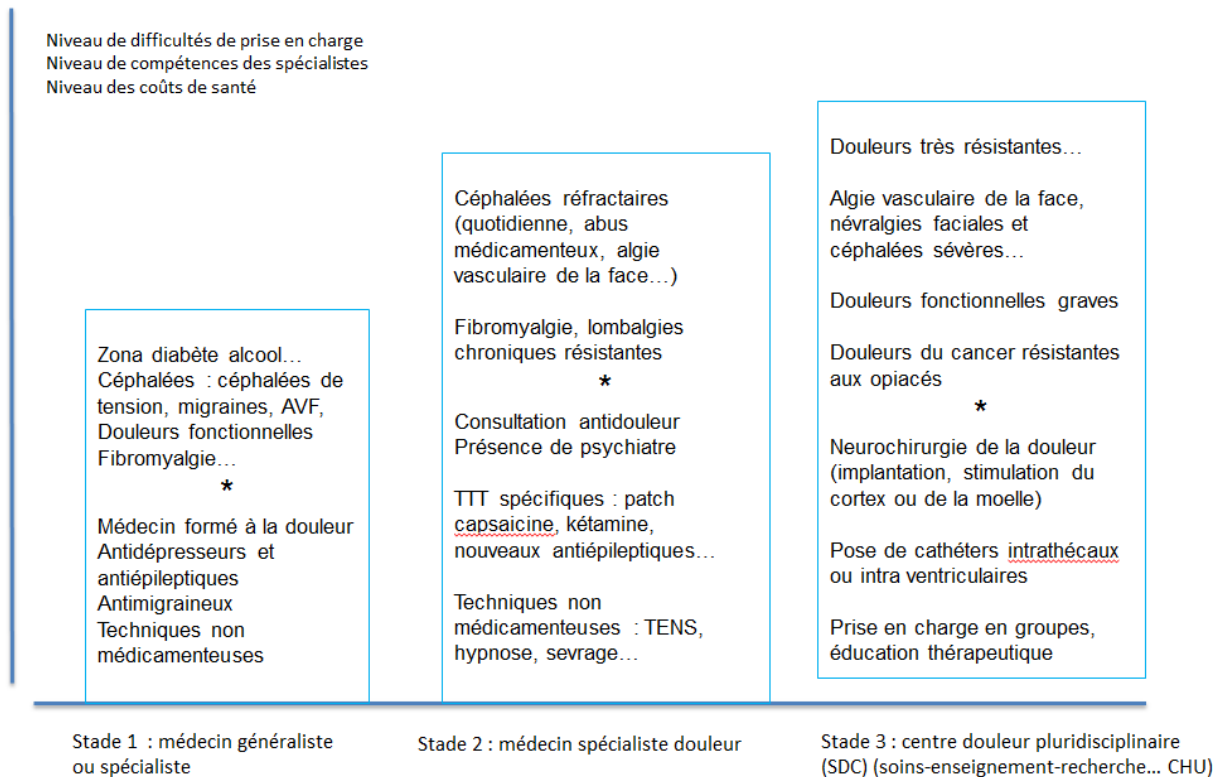 Niveau de difficultés de prise en charge
Niveau de compétences des spécialistes
Niveau des coûts de santé
Zona diabète alcool…
Céphalées : céphalées de
tension, migraines, AVF,
Douleurs fonctionnelles
Fibromyalgie…
*
Médecin formé à la douleur
Antidépresseurs et
antiépileptiques
Antimigraineux
Techniques non
médicamenteuses
Céphalées réfractaires
(quotidienne, abus
médicamenteux, algie
vasculaire de la face…)
Fibromyalgie, lombalgies
chroniques résistantes
*
Consultation antidouleur
Présence de psychiatre
TTT spécifiques : patch
capsaicine, kétamine,
nouveaux antiépileptiques…
Techniques non
médicamenteuses : TENS,
hypnose, sevrage…
Douleurs très résistantes…
Algie vasculaire de la face,
névralgies faciales et
céphalées sévères…
Douleurs fonctionnelles graves
Douleurs du cancer résistantes
aux opiacés
*
Neurochirurgie de la douleur
(implantation, stimulation du
cortex ou de la moelle)
Pose de cathéters intrathécaux
ou intra ventriculaires
Prise en charge en groupes,
éducation thérapeutique
Stade 1 : médecin généraliste
ou spécialiste
Stade 2 : médecin spécialiste douleur
Stade 3 : centre douleur pluridisciplinaire
(SDC) (soins-enseignement-recherche... CHU)